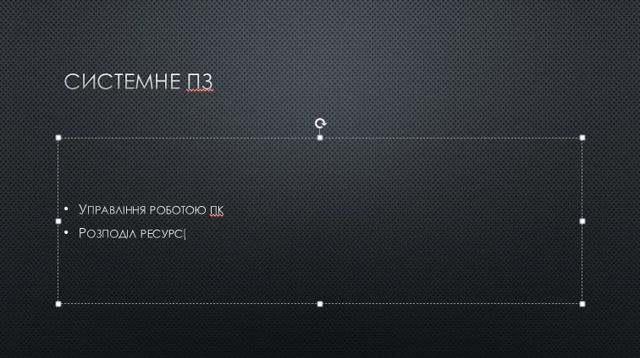 СИСТЕМНЕ ПЗ
• Управління роботою ПК
• Розподіл ресурс